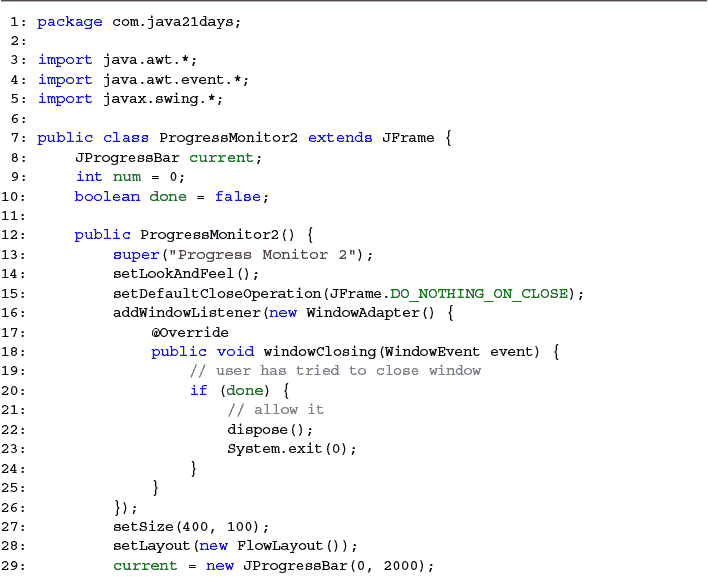 1: package com.java21days;
2:
3: import java.awt.*;
4: import java.awt.event.*;
5: import javax.swing.*;
6:
7: public class ProgressMonitor2 extends JFrame {
8:     JProgressBar current;
9:     int num = 0;
10:     boolean done = false;
11:
12:     public ProgressMonitor2() {
13:         super("Progress Monitor 2");
14:         setLookAndFeel();
15:         setDefaultCloseOperation(JFrame.DO_NOTHING_ON_CLOSE);
16:         addWindowListener(new WindowAdapter() {
17:             @Override
18:             public void windowClosing(WindowEvent event) {
19:                 // user has tried to close window
20:                 if (done) {
21:                     // allow it
22:                     dispose();
23:                     System.exit(0);
24:                 }
25:             }
26:         });
27:         setSize(400, 100);
28:         setLayout(new FlowLayout());
29:         current = new JProgressBar(0, 2000);